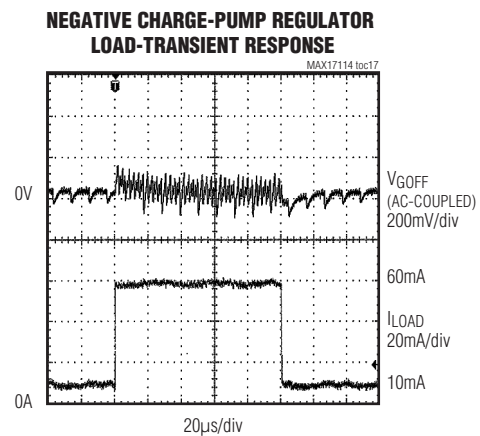 NEGATIVE CHARGE-PUMP REGULATOR
LOAD-TRANSIENT RESPONSE
MAX17114 toc17
T
0V
VGOFF
(AC-COUPLED)
200mV/div
60mA
ILOAD
20mA/div
10mA
0A
20µs/div